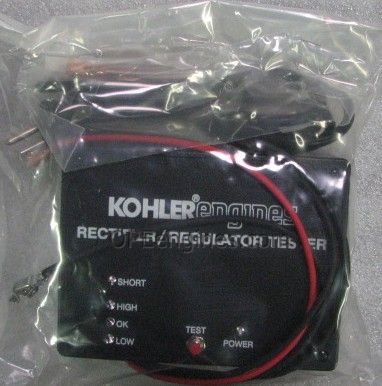 KOHLER® engines
RECTIFIER / REGULATOR TESTER
SHORT
HIGH
OK
LOW
TEST
POWER